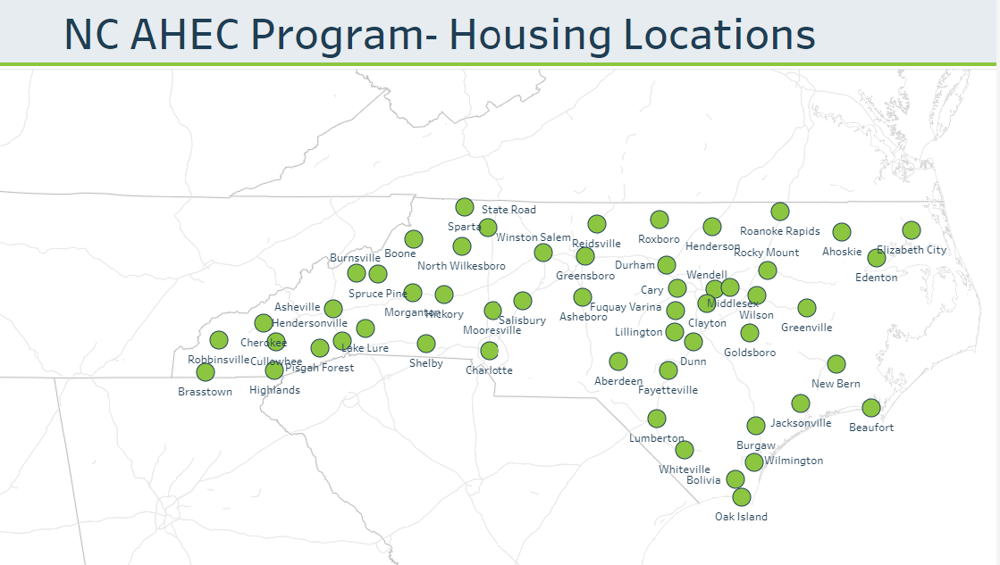 NC AHEC Program- Housing Locations
State Road
Sparta
Winston Salem
Reidsville
Roxboro
Henderson
Roanoke Rapids
Ahoskie
Elizabeth City
Edenton
Burnsville
Boone
North Wilkesboro
Greensboro
Durham
Rocky Mount
Wendell
Spruce Pine
Cary
Asheville
Morganton
Hickory
Salisbury
Asheboro
Fuquay Varina
Middlesex
Wilson
Hendersonville
Mooresville
Lillington
Clayton
Greenville
Cherokee
Lake Lure
Goldsboro
Robbinsville
Cullowhee
Pisgah Forest
Shelby
Charlotte
Dunn
Aberdeen
New Bern
Brasstown
Highlands
Fayetteville
Jacksonville
Beaufort
Lumberton
Burgaw
Wilmington
Whiteville
Bolivia
Oak Island